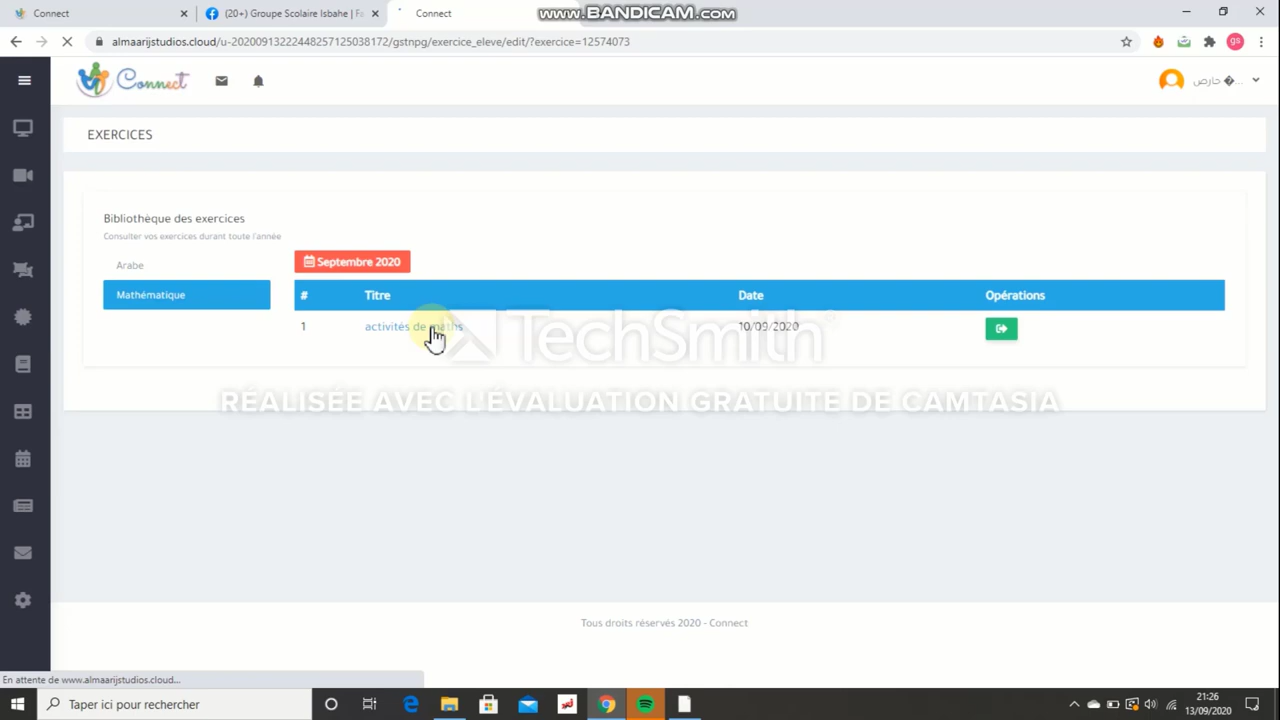 Connect
(20+) Groupe Scolaire Isbahe | Fa
Connect
www.BANDICAM.com
almaarijstudios.cloud/u-20200913222448257125038172/gstnpg/exercice_eleve/edit/?exercice=12574073
gs
Connect
حارص
EXERCICES
Bibliothèque des exercices
Consulter vos exercices durant toute l'année
Arabe
Mathématique
Septembre 2020
# Titre Date Opérations
1 activités de maths 10/09/2020
TechSmith
RÉALISÉE AVEC L'ÉVALUATION GRATUITE DE CAMTASIA
Tous droits réservés 2020 - Connect
En attente de www.almaarijstudios.cloud...
Taper ici pour rechercher
21:26
13/09/2020